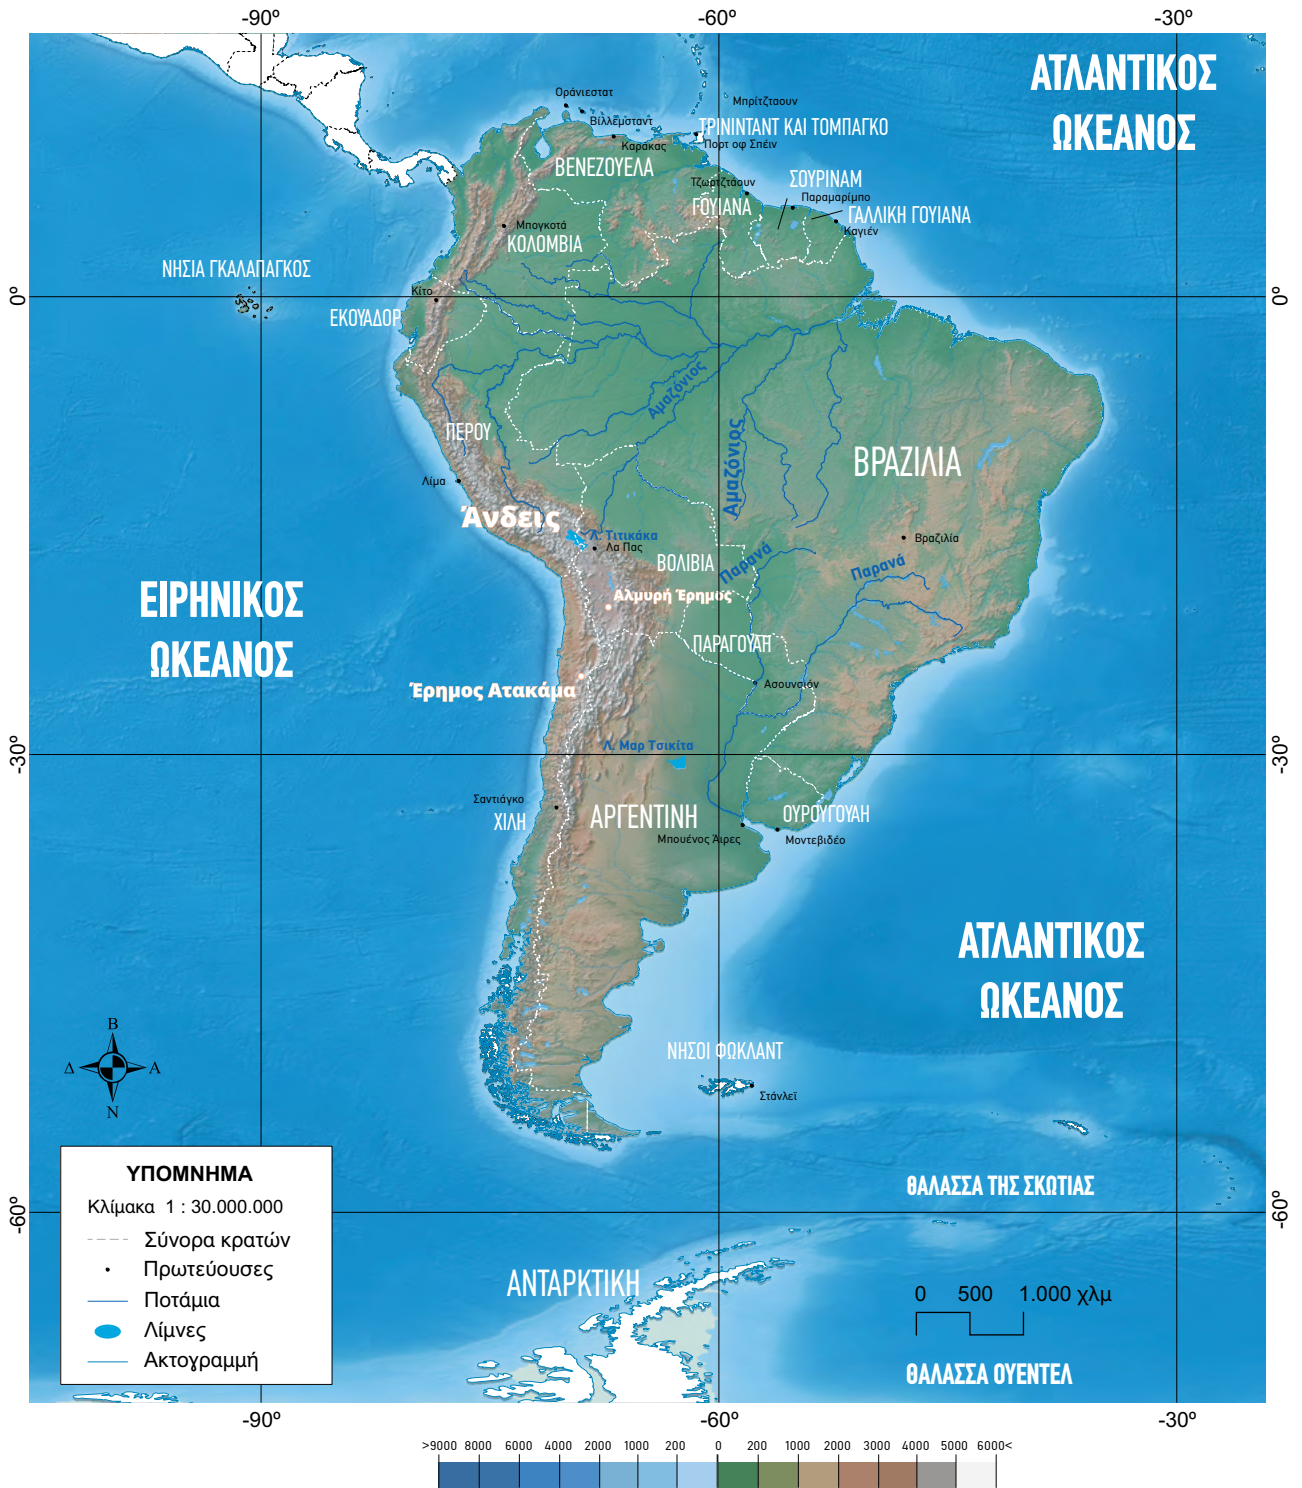 -90º
-60º
-30º
ΑΤΛΑΝΤΙΚΟΣ
ΩΚΕΑΝΟΣ
Οράνιεστατ
Βίλλεμσταντ
Μπρίτζταουν
ΤΡΙΝΙΝΤΑΝΤ ΚΑΙ ΤΟΜΠΑΓΚΟ
Καράκας
Πορτ οφ Σπέιν
ΒΕΝΕΖΟΥΕΛΑ
Τζωρτζτάουν
ΣΟΥΡΙΝΑΜ
Παραμαρίμπο
ΓΟΥΙΑΝΑ
ΓΑΛΛΙΚΗ ΓΟΥΙΑΝΑ
Καγιέν
Μπογκοτά
ΚΟΛΟΜΒΙΑ
ΝΗΣΙΑ ΓΚΑΛΑΠΑΓΚΟΣ
Κίτο
0º
0º
ΕΚΟΥΑΔΟΡ
Αμαζόνιος
Αμαζόνιος
ΠΕΡΟΥ
ΒΡΑΖΙΛΙΑ
Λίμα
Άνδεις
Λ. Τιτικάκα
Λα Πας
Βραζιλία
ΒΟΛΙΒΙΑ
Παρανά
Παρανά
Αλμυρή Έρημος
ΕΙΡΗΝΙΚΟΣ
ΩΚΕΑΝΟΣ
ΠΑΡΑΓΟΥΑΗ
Ασουνσιόν
Έρημος Ατακάμα
Λ. Μαρ Τσικίτα
-30º
-30º
Σαντιάγκο
ΧΙΛΗ
ΑΡΓΕΝΤΙΝΗ
ΟΥΡΟΥΓΟΥΑΗ
Μπουένος Άιρες
Μοντεβιδέο
ΑΤΛΑΝΤΙΚΟΣ
ΩΚΕΑΝΟΣ
ΝΗΣΟΙ ΦΩΚΛΑΝΤ
Στάνλεϊ
Β
Δ
Α
Ν
ΥΠΟΜΝΗΜΑ
Κλίμακα 1 : 30.000.000
Σύνορα κρατών
Πρωτεύουσες
Ποτάμια
Λίμνες
Ακτογραμμή
ΘΑΛΑΣΣΑ ΤΗΣ ΣΚΩΤΙΑΣ
-60º
-60º
ΑΝΤΑΡΚΤΙΚΗ
0 500 1.000 χλμ
ΘΑΛΑΣΣΑ ΟΥΕΝΤΕΛ
-90º
-60º
-30º
>9000 8000 6000 4000 2000 1000 200 0 200 1000 2000 3000 4000 5000 6000<